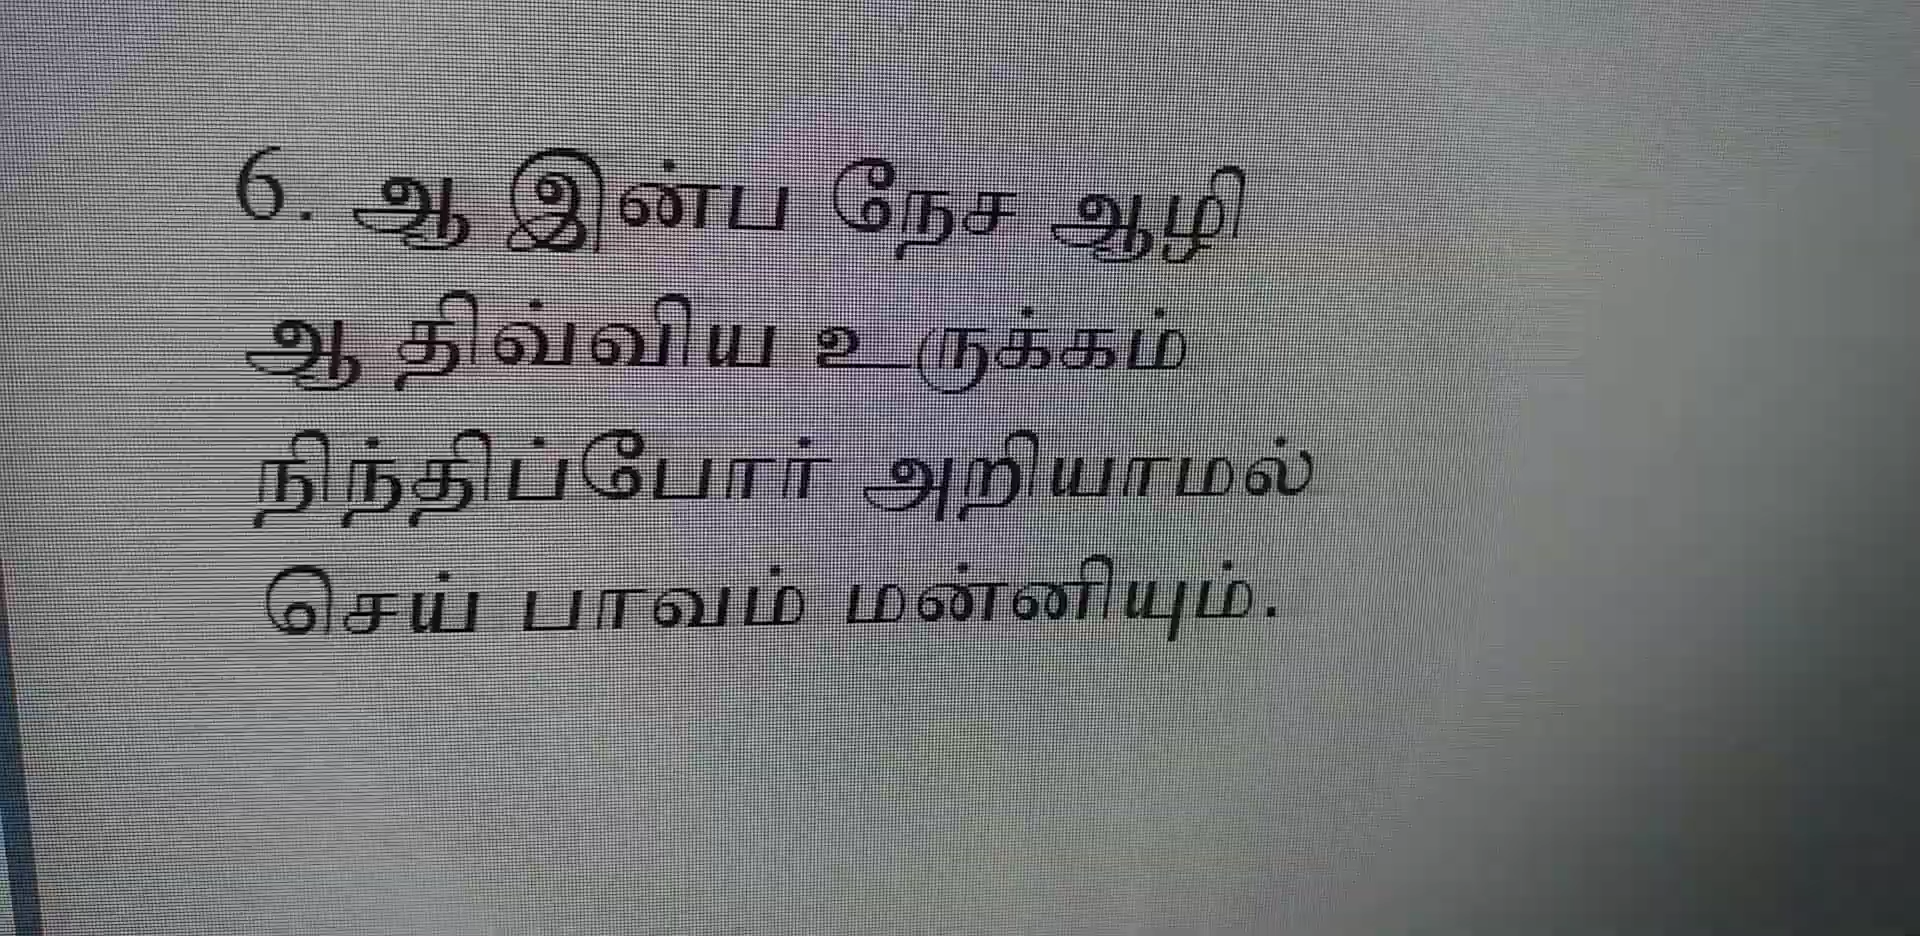 6. ஆ இன்ப நேச ஆழி
ஆ திவ்விய உருக்கம்
நிந்திப்போர் அறியாமல்
செய் பாவம் மன்னியும்.